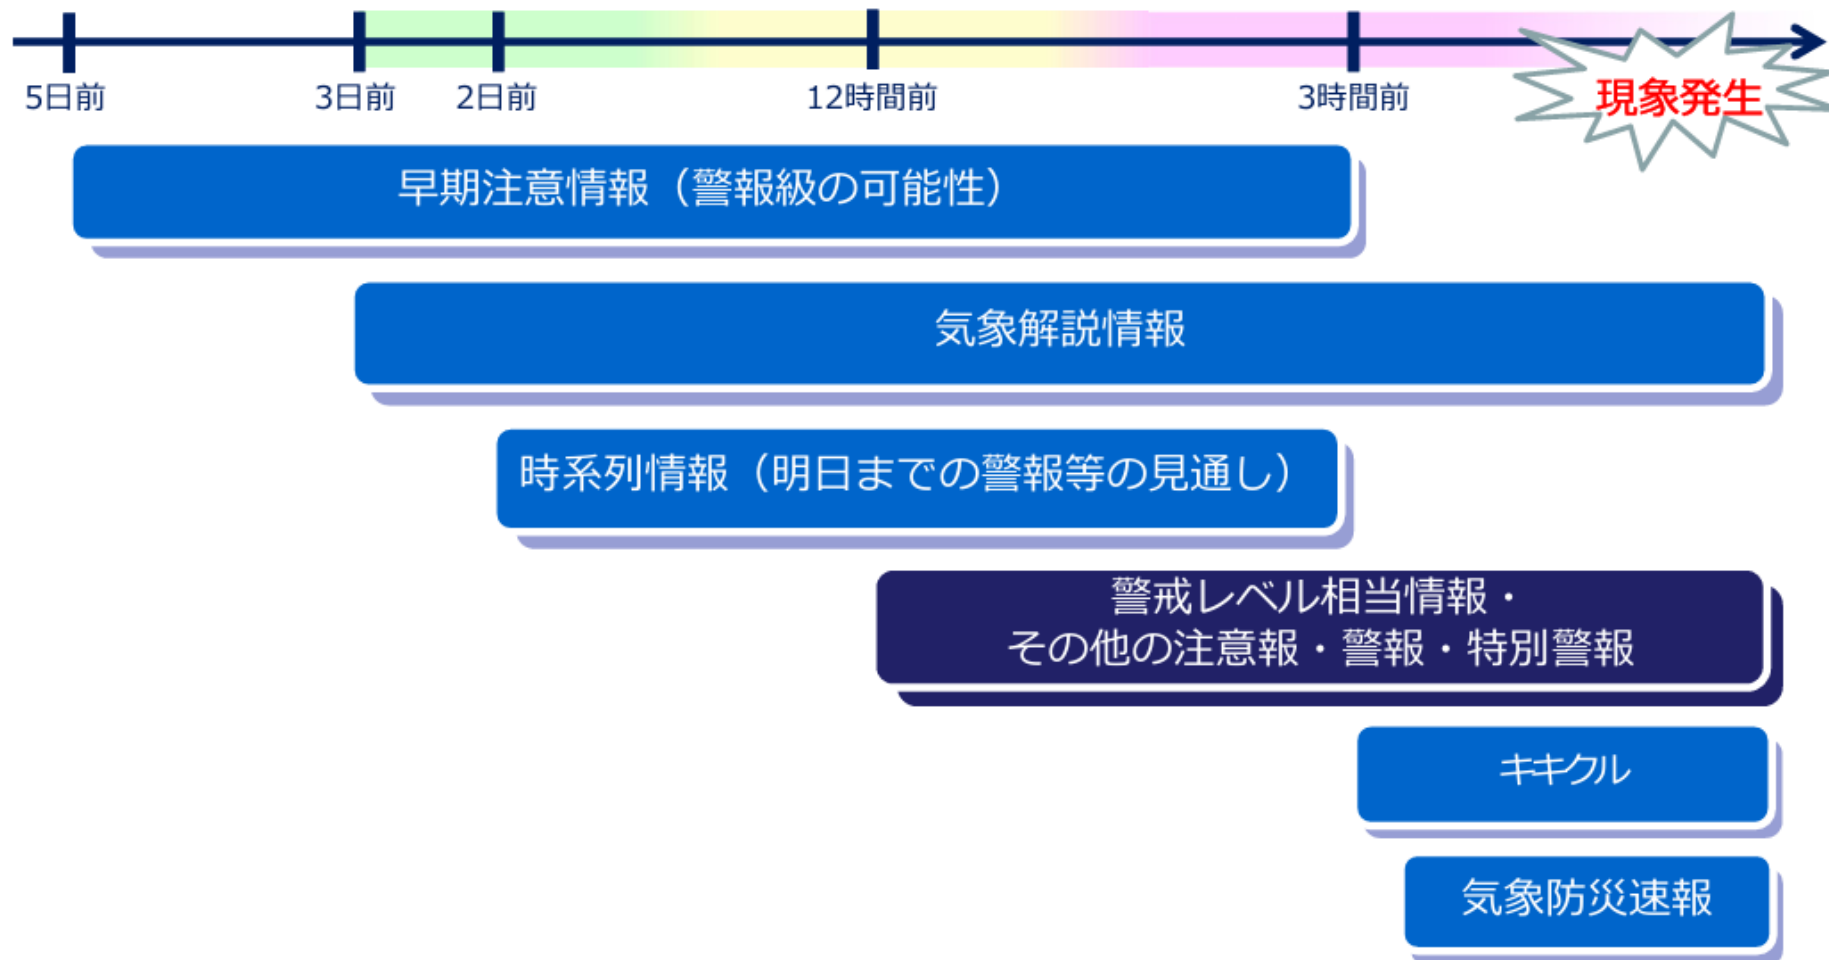 5日前
3日前
2日前
12時間前
3時間前
現象発生
早期注意情報（警報級の可能性）
気象解説情報
時系列情報（明日までの警報等の見通し）
警戒レベル相当情報・
その他の注意報・警報・特別警報
キキクル
気象防災速報